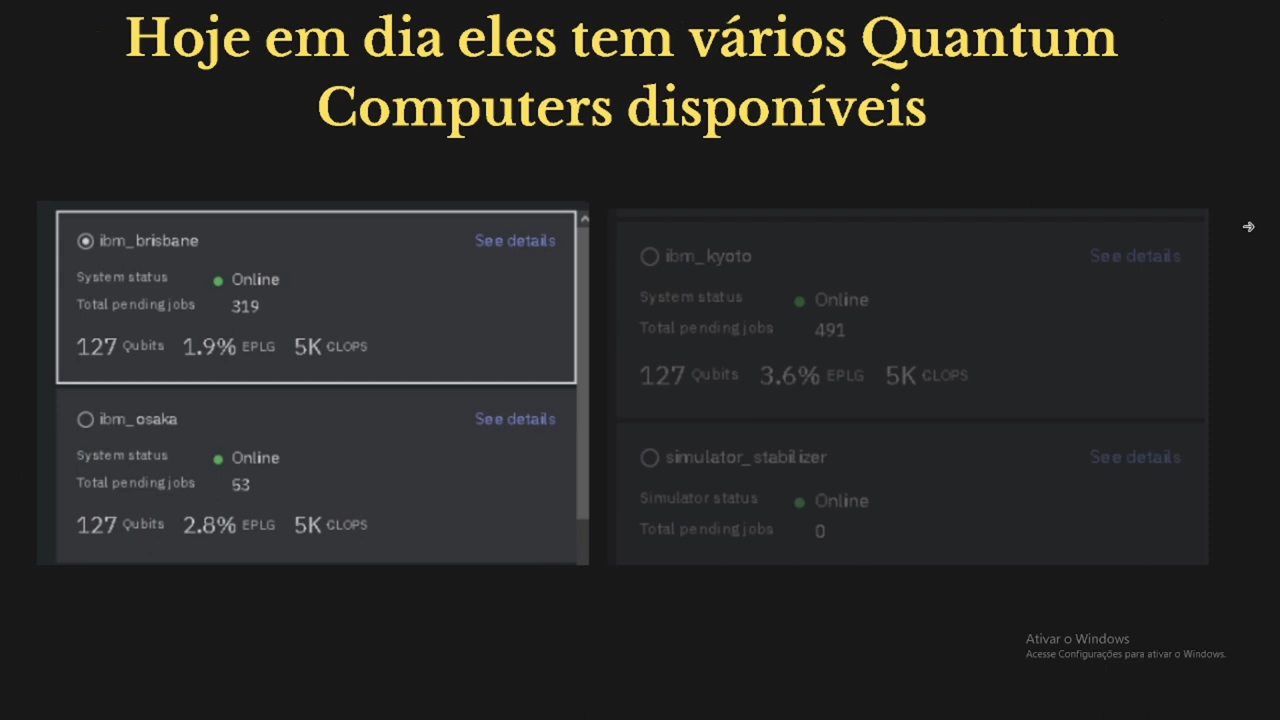 Hoje em dia eles tem vários Quantum
Computers disponíveis
ibm_brisbane See details
System status Online
Total pending jobs 319
127 Qubits 1.9% EPLG 5K CLOPS
ibm_osaka See details
System status Online
Total pending jobs 53
127 Qubits 2.8% EPLG 5K CLOPS
ibm_kyoto See details
System status Online
Total pending jobs 491
127 Qubits 3.6% EPLG 5K CLOPS
simulator_stabilizer See details
Simulator status Online
Total pending jobs 0
Ativar o Windows
Acesse Configurações para ativar o Windows.